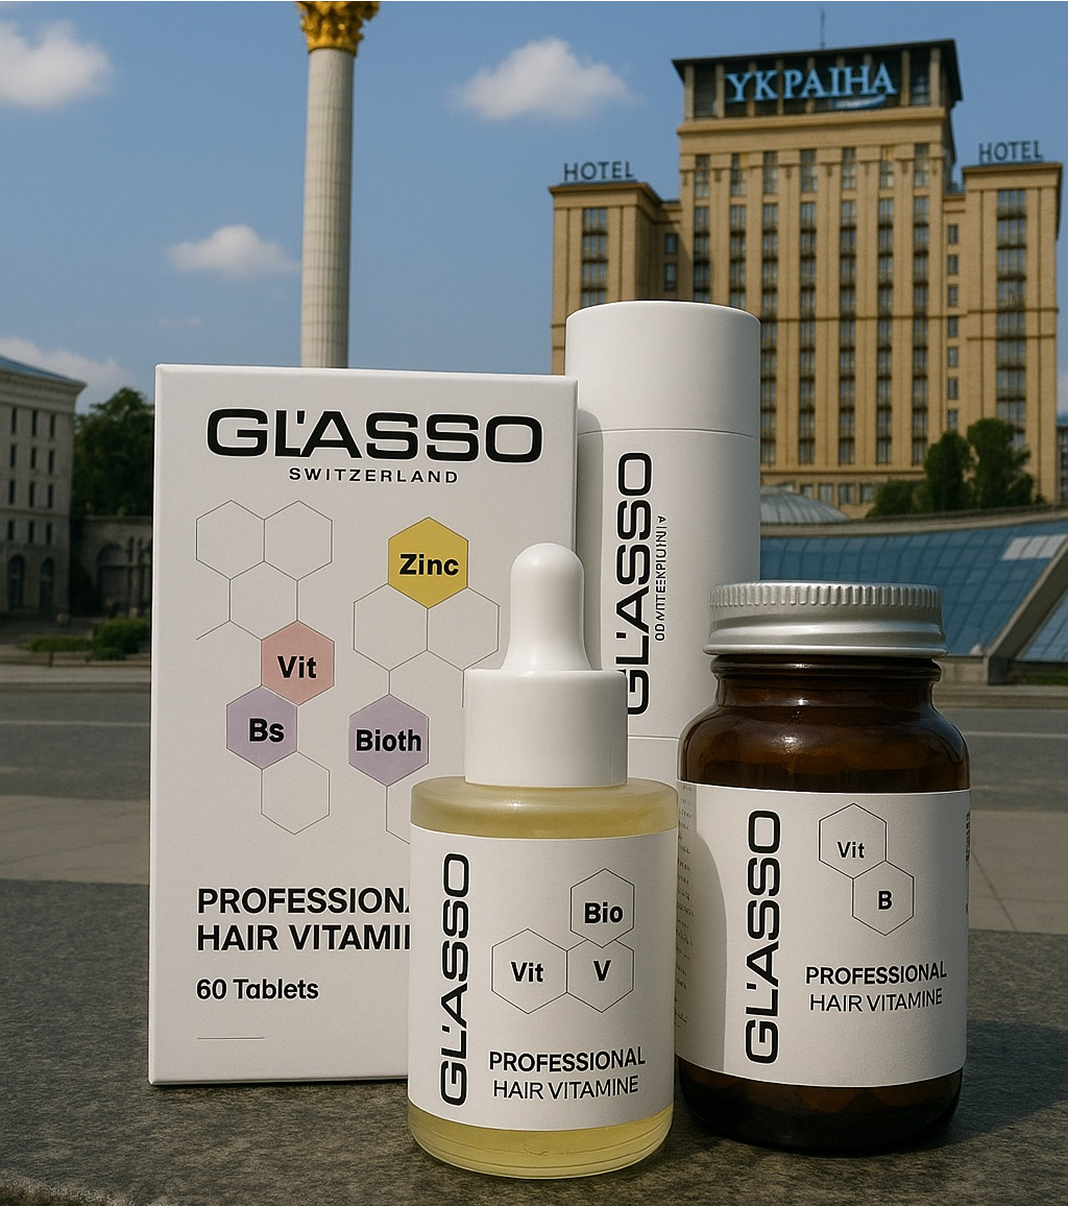 УКРАЇНА
HOTEL
HOTEL
GL'ASSO
SWITZERLAND
Zinc
Vit
Bs
Bioth
PROFESSIONA
HAIR VITAMI
60 Tablets
GL'ASSO
GL'ASSO
Bio
Vit
V
PROFESSIONAL
HAIR VITAMINE
GL'ASSO
Vit
B
PROFESSIONAL
HAIR VITAMINE